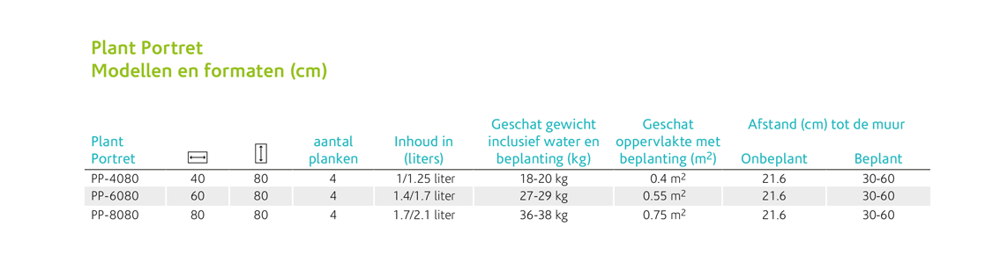 Plant Portret
Modellen en formaten (cm)
Geschat gewicht Geschat Afstand (cm) tot de muur
Plant aantal Inhoud in inclusief water en oppervlakte met
Portret planken (liters) beplanting (kg) beplanting (m²) Onbeplant Beplant
PP-4080 40 80 4 1/1.25 liter 18-20 kg 0.4 m² 21.6 30-60
PP-6080 60 80 4 1.4/1.7 liter 27-29 kg 0.55 m² 21.6 30-60
PP-8080 80 80 4 1.7/2.1 liter 36-38 kg 0.75 m² 21.6 30-60